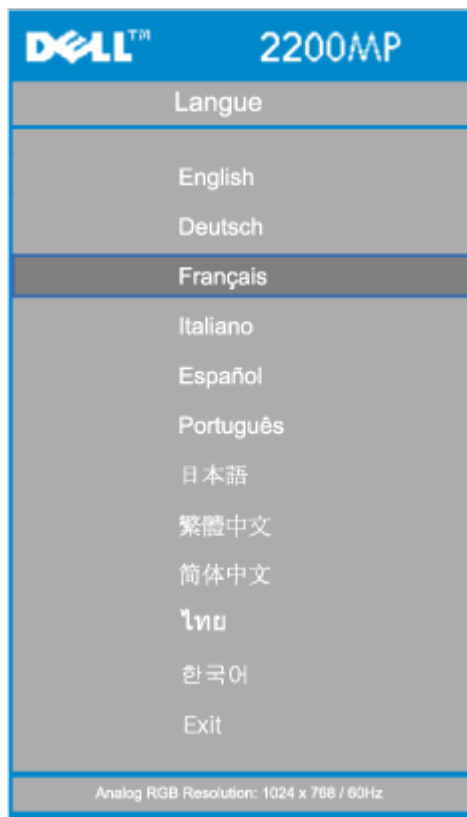 DELL™ 2200MP
Langue
English
Deutsch
Français
Italiano
Español
Português
日本語
繁體中文
简体中文
ไทย
한국어
Exit
Analog RGB Resolution: 1024 x 768 / 60Hz